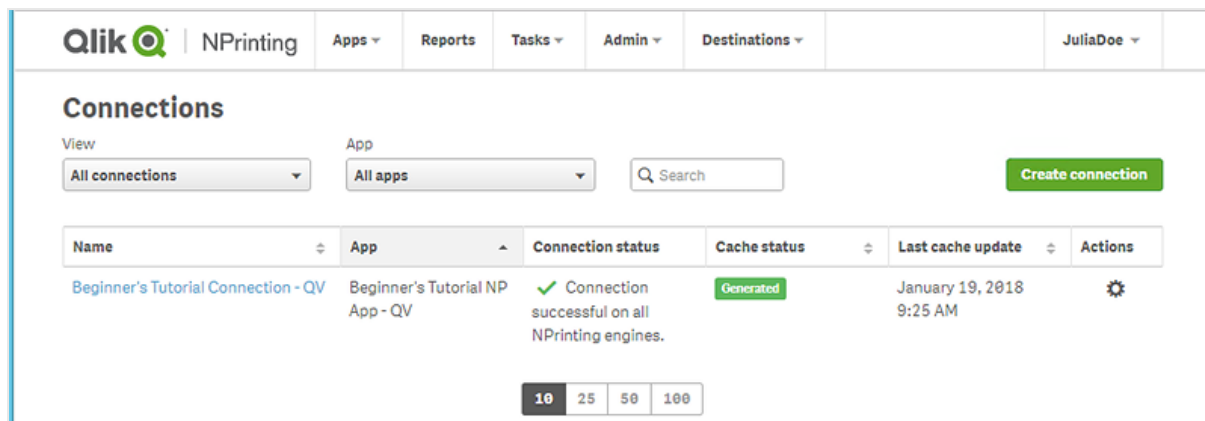 Qlik NPrinting Apps Reports Tasks Admin Destinations JuliaDoe
Connections
View App
All connections All apps Search Create connection
Name App Connection status Cache status Last cache update Actions
Beginner's Tutorial Connection - QV Beginner's Tutorial NP Connection Generated January 19, 2018
App - QV successful on all 9:25 AM
NPrinting engines.
10 25 50 100